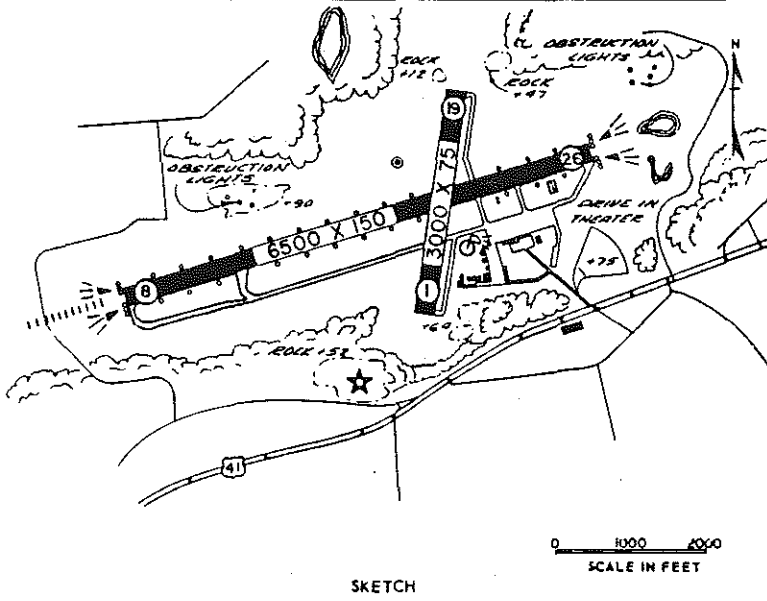 OBSTRUCTION
LIGHTS
N
ROCK
+12
ROCK
+47
19
26
OBSTRUCTION
LIGHTS
+90
3000 X 75
DRIVE IN
THEATER
6500 X 150
+75
8
1
+60
ROCK +52
41
0 1000 2000
SCALE IN FEET
SKETCH